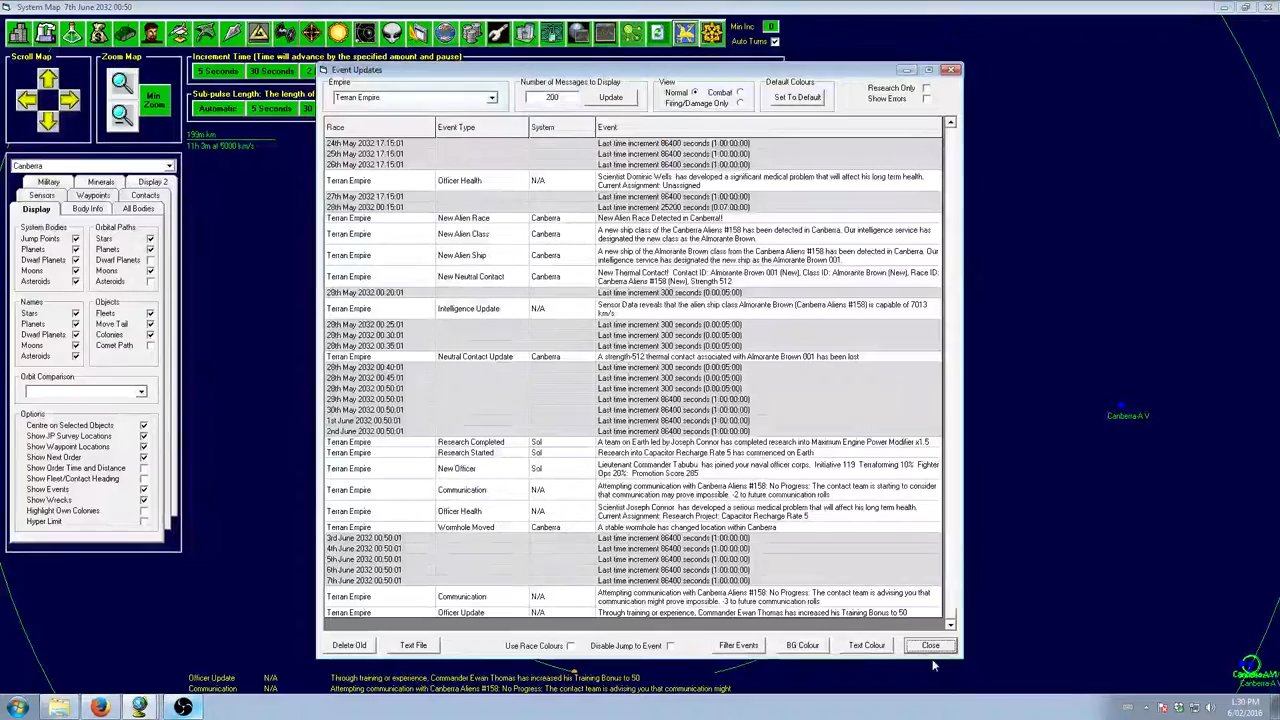 System Map  7th June 2032 00:50
Min Inc 0
Auto Turns
Scroll Map
Zoom Map
Min Zoom
Increment Time (Time will advance by the specified amount and pause)
5 Seconds 30 Seconds 2
Sub-pulse Length: The length of
Automatic 5 Seconds 30
199m km
11h 3m at 5000 km/s
Canberra
Military Minerals Display 2
Sensors Waypoints Contacts
Display Body Info All Bodies
System Bodies Orbital Paths
Jump Points Stars
Planets Planets
Dwarf Planets Dwarf Planets
Moons Moons
Asteroids Asteroids
Names Objects
Stars Fleets
Planets Move Tail
Dwarf Planets Colonies
Moons Comet Path
Asteroids
Orbit Comparison
Options
Centre on Selected Objects
Show JP Survey Locations
Show Waypoint Locations
Show Next Order
Show Order Time and Distance
Show Fleet/Contact Heading
Show Events
Show Wrecks
Highlight Own Colonies
Hyper Limit
Event Updates
Empire Number of Messages to Display View Default Colours
Terran Empire 200 Update Normal Combat Set To Default Research Only
Firing/Damage Only Show Errors
Race Event Type System Event
24th May 2032 17:15:01 Last time increment 86400 seconds (1:00:00:00)
25th May 2032 17:15:01 Last time increment 86400 seconds (1:00:00:00)
26th May 2032 17:15:01 Last time increment 86400 seconds (1:00:00:00)
Terran Empire Officer Health N/A Scientist Dominic Wells  has developed a significant medical problem that will affect his long term health.
Current Assignment: Unassigned
27th May 2032 17:15:01 Last time increment 86400 seconds (1:00:00:00)
28th May 2032 00:15:01 Last time increment 25200 seconds (0:07:00:00)
Terran Empire New Alien Race Canberra New Alien Race Detected in Canberra!!
Terran Empire New Alien Class Canberra A new ship class of the Canberra Aliens #158 has been detected in Canberra. Our intelligence service has
designated the new class as the Almorante Brown.
Terran Empire New Alien Ship Canberra A new ship of the Almorante Brown class from the Canberra Aliens #158 has been detected in Canberra. Our
intelligence service has designated the new ship as the Almorante Brown 001.
Terran Empire New Neutral Contact Canberra New Thermal Contact!  Contact ID: Almorante Brown 001 (New), Class ID: Almorante Brown (New), Race ID:
Canberra Aliens #158 (New), Strength 512
28th May 2032 00:20:01 Last time increment 300 seconds (0:00:05:00)
Terran Empire Intelligence Update N/A Sensor Data reveals that the alien ship class Almorante Brown (Canberra Aliens #158) is capable of 7013
km/s
28th May 2032 00:25:01 Last time increment 300 seconds (0:00:05:00)
28th May 2032 00:30:01 Last time increment 300 seconds (0:00:05:00)
28th May 2032 00:35:01 Last time increment 300 seconds (0:00:05:00)
Terran Empire Neutral Contact Update Canberra A strength-512 thermal contact associated with Almorante Brown 001 has been lost
28th May 2032 00:40:01 Last time increment 300 seconds (0:00:05:00)
28th May 2032 00:45:01 Last time increment 300 seconds (0:00:05:00)
28th May 2032 00:50:01 Last time increment 300 seconds (0:00:05:00)
29th May 2032 00:50:01 Last time increment 86400 seconds (1:00:00:00)
30th May 2032 00:50:01 Last time increment 86400 seconds (1:00:00:00)
1st June 2032 00:50:01 Last time increment 86400 seconds (1:00:00:00)
2nd June 2032 00:50:01 Last time increment 86400 seconds (1:00:00:00)
Terran Empire Research Completed Sol A team on Earth led by Joseph Connor has completed research into Maximum Engine Power Modifier x1.5
Terran Empire Research Started Sol Research into Capacitor Recharge Rate 5 has commenced on Earth
Terran Empire New Officer Sol Lieutenant Commander Tabubu  has joined your naval officer corps.  Initiative 119  Terraforming 10%  Fighter
Ops 20%  Promotion Score 285
Terran Empire Communication N/A Attempting communication with Canberra Aliens #158: No Progress: The contact team is starting to consider
that communication may prove impossible. -2 to future communication rolls
Terran Empire Officer Health N/A Scientist Joseph Connor  has developed a serious medical problem that will affect his long term health.
Current Assignment: Research Project: Capacitor Recharge Rate 5
Terran Empire Wormhole Moved Canberra A stable wormhole has changed location within Canberra
3rd June 2032 00:50:01 Last time increment 86400 seconds (1:00:00:00)
4th June 2032 00:50:01 Last time increment 86400 seconds (1:00:00:00)
5th June 2032 00:50:01 Last time increment 86400 seconds (1:00:00:00)
6th June 2032 00:50:01 Last time increment 86400 seconds (1:00:00:00)
7th June 2032 00:50:01 Last time increment 86400 seconds (1:00:00:00)
Terran Empire Communication N/A Attempting communication with Canberra Aliens #158: No Progress: The contact team is advising you that
communication might prove impossible. -3 to future communication rolls
Terran Empire Officer Update N/A Through training or experience, Commander Ewan Thomas has increased his Training Bonus to 50
Delete Old Text File Use Race Colours Disable Jump to Event Filter Events BG Colour Text Colour Close
Canberra-A V
Officer Update N/A Through training or experience, Commander Ewan Thomas has increased his Training Bonus to 50
Communication N/A Attempting communication with Canberra Aliens #158: No Progress: The contact team is advising you that communication might
1:30 PM
6/02/2016